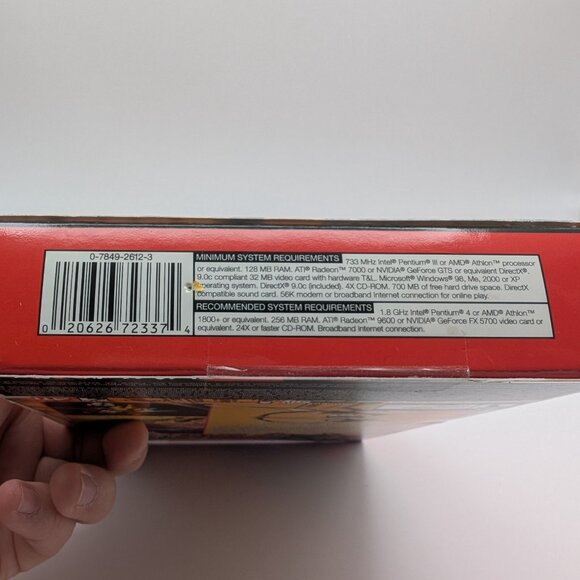 0-7849-2612-3
0 20626 72337 4
MINIMUM SYSTEM REQUIREMENTS 733 MHz Intel® Pentium® III or AMD® Athlon™ processor
or equivalent. 128 MB RAM. ATI® Radeon™ 7000 or NVIDIA® GeForce GTS or equivalent DirectX®
9.0c compliant 32 MB video card with hardware T&L. Microsoft® Windows® 98, Me, 2000 or XP
operating system. DirectX® 9.0c (included). 4X CD-ROM. 700 MB of free hard drive space. DirectX
compatible sound card. 56K modem or broadband Internet connection for online play.
RECOMMENDED SYSTEM REQUIREMENTS 1.8 GHz Intel® Pentium® 4 or AMD® Athlon™
1800+ or equivalent. 256 MB RAM. ATI® Radeon™ 9600 or NVIDIA® GeForce FX 5700 video card or
equivalent. 24X or faster CD-ROM. Broadband Internet connection.